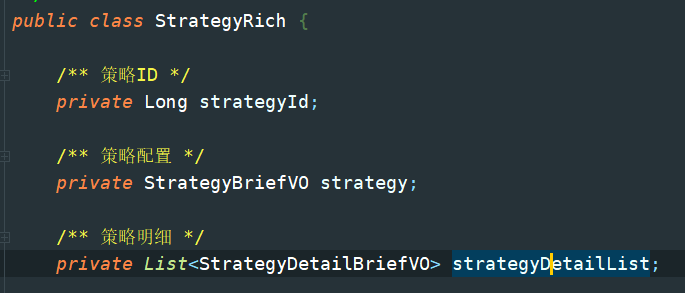 public class StrategyRich {
/** 策略ID */
private Long strategyId;
/** 策略配置 */
private StrategyBriefVO strategy;
/** 策略明细 */
private List<StrategyDetailBriefVO> strategyDetailList;